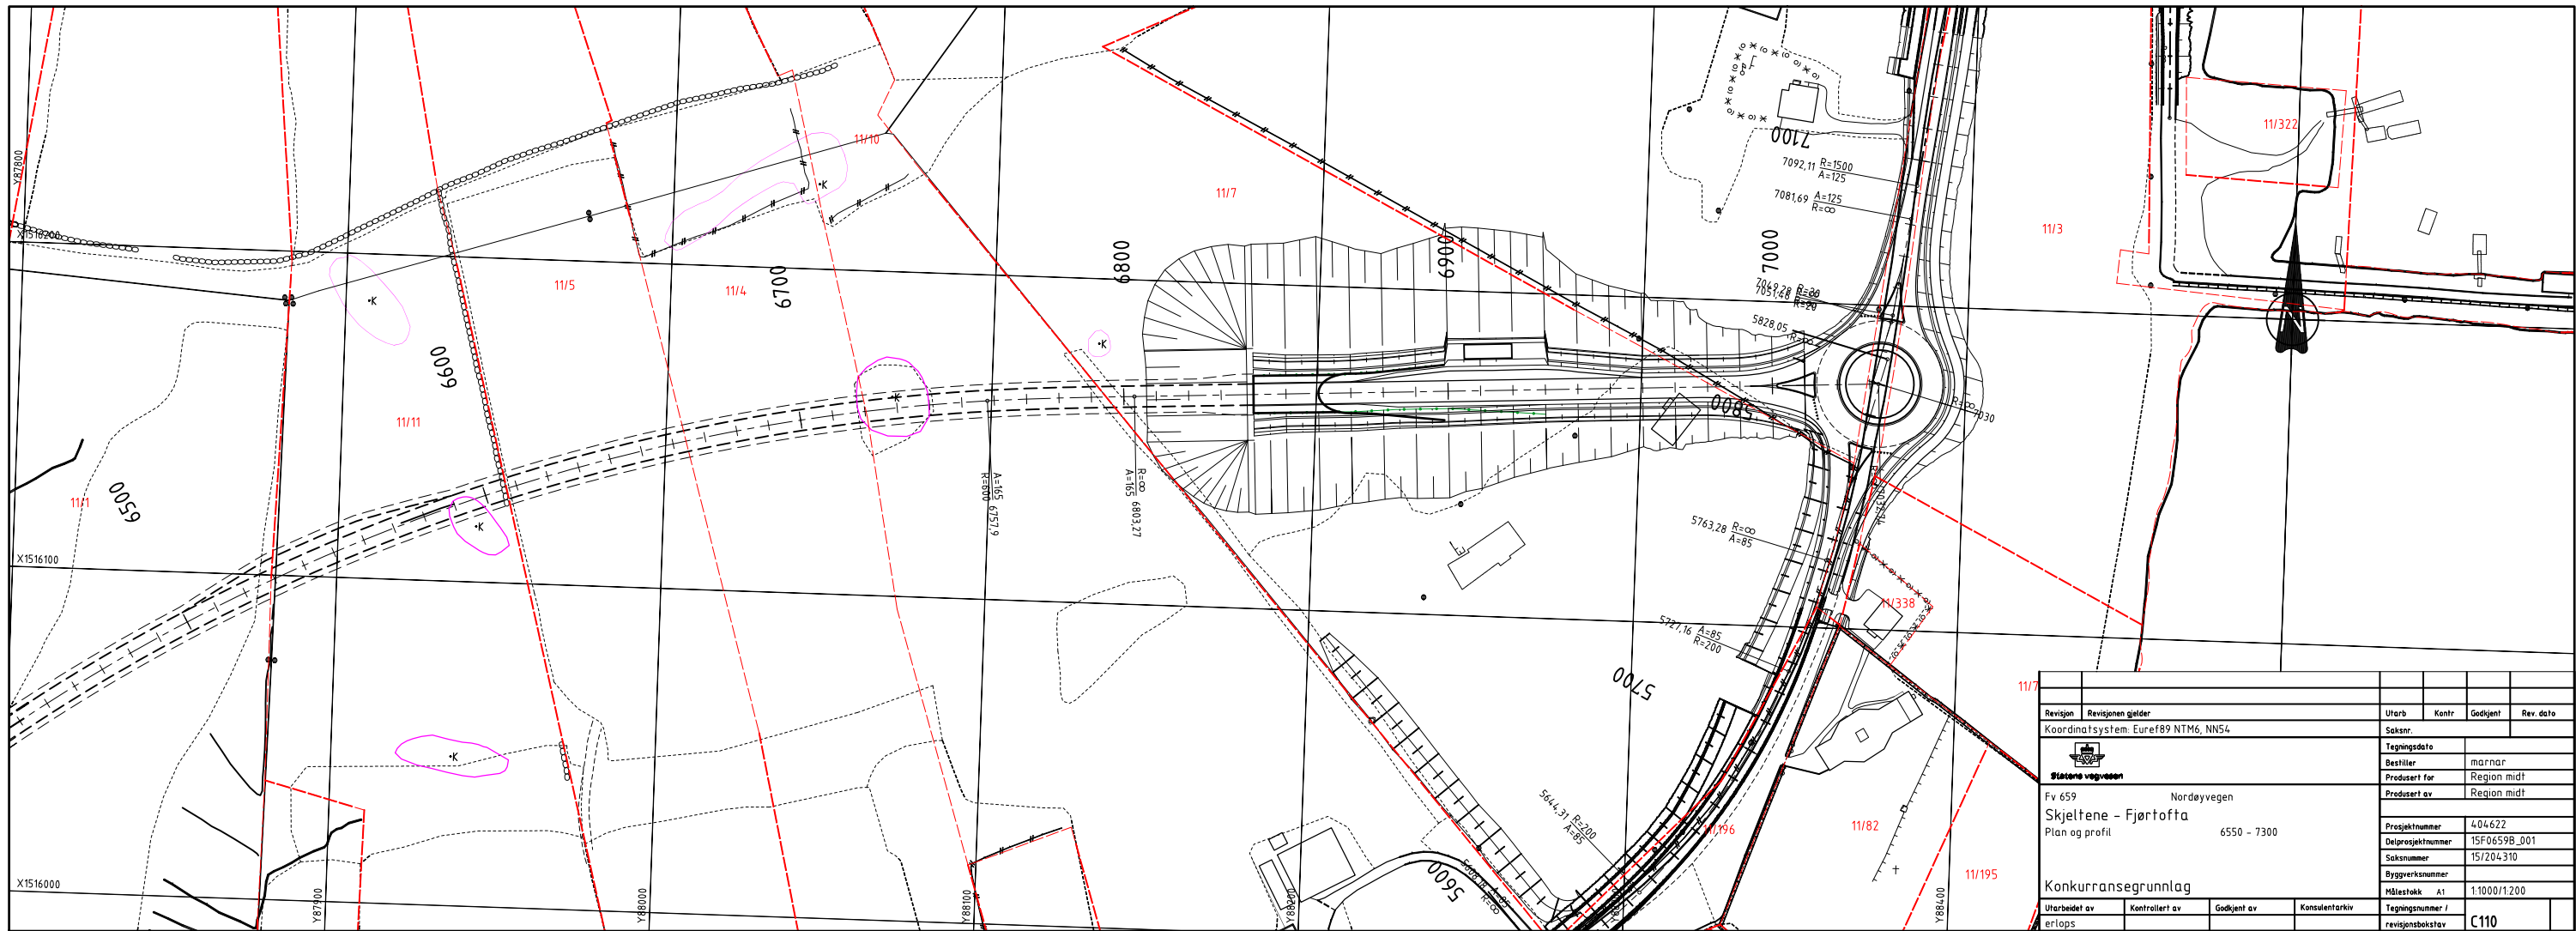 Y87800
X1516200
X1516100
X1516000
Y87900
Y88000
Y88100
Y88200
Y88400
11/1
6500
11/11
6600
11/5
11/4
6700
11/10
K
K
K
K
K
K
6800
11/7
6900
7000
7100
7092,11 R=1500
A=125
7081,69 A=125
R=∞
7049,28
7051,48 R=20
5828,05
R=∞
R=∞
7030
5800
A=165
R=600 6757,9
R=∞
A=165 6803,27
5763,28 R=∞
A=85
5727,16 A=85
R=200
5700
5644,31 R=200
A=85
5600
11/3
11/322
11/338
11/7
11/196
11/82
11/195
N
Revisjon Revisjonen gjelder Utarb Kontr Godkjent Rev. dato
Koordinatsystem: Euref89 NTM6, NN54 Saksnr.
Statens vegvesen
Tegningsdato
Bestiller marnar
Produsert for Region midt
Produsert av Region midt
Fv 659 Nordøyvegen
Skjeltene - Fjørtofta
Plan og profil 6550 - 7300
Prosjektnummer 404622
Delprosjektnummer 15F0659B_001
Saksnummer 15/204310
Byggverksnummer
Konkurransegrunnlag
Målestokk A1 1:1000/1:200
Utarbeidet av Kontrollert av Godkjent av Konsulentarkiv
erlops
Tegningsnummer /
revisjonsbokstav C110